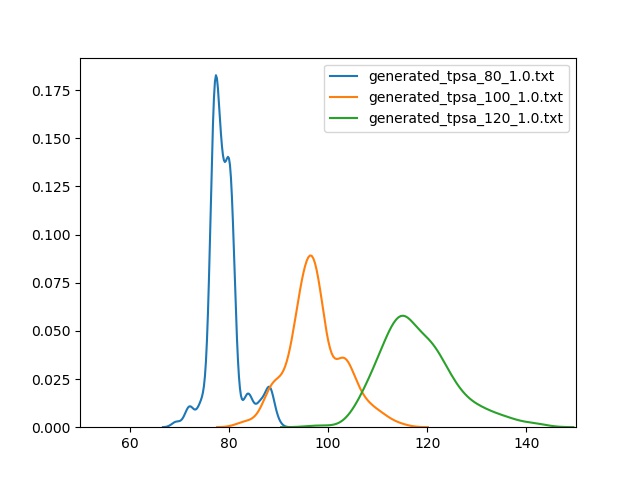 generated_tpsa_80_1.0.txt
generated_tpsa_100_1.0.txt
generated_tpsa_120_1.0.txt
0.175
0.150
0.125
0.100
0.075
0.050
0.025
0.000
60 80 100 120 140